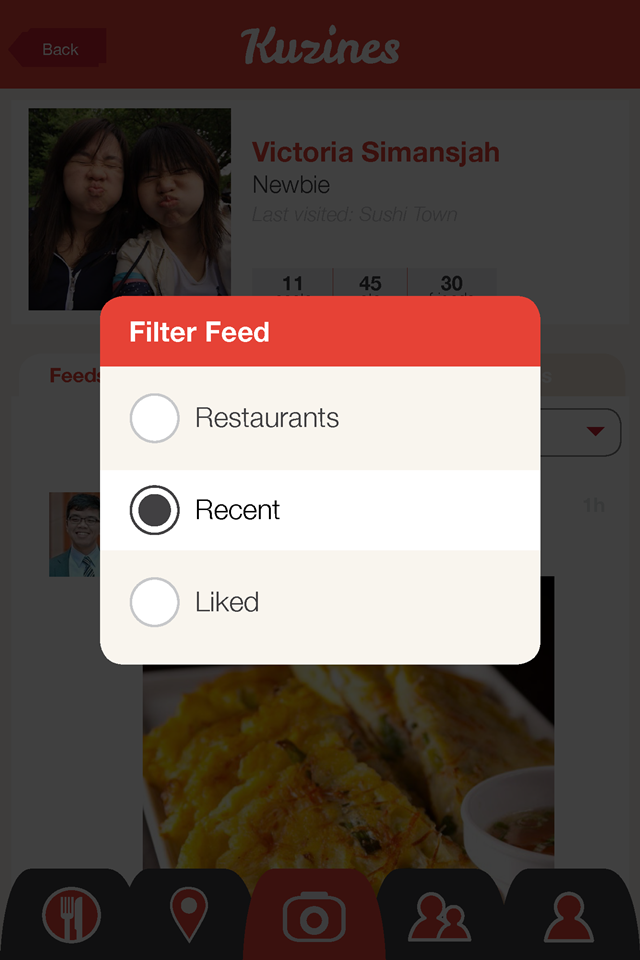 Back
Kuzines
Victoria Simansjah
Newbie
Last visited: Sushi Town
11
45
30
Filter Feed
Feeds
Restaurants
Recent
1h
Liked